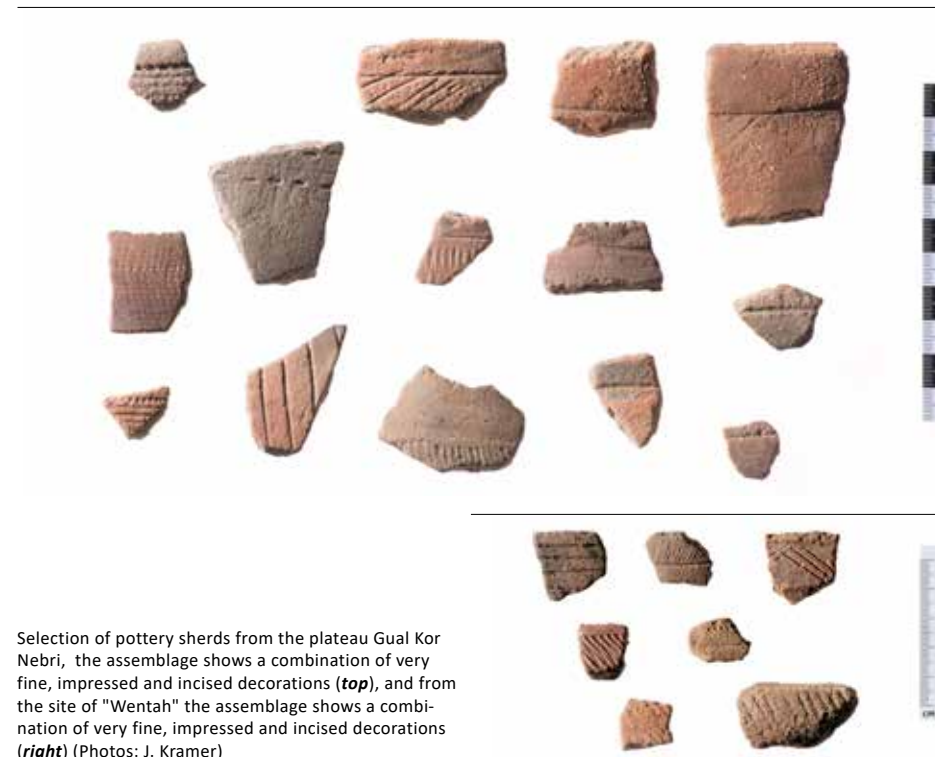 Selection of pottery sherds from the plateau Gual Kor
Nebri, the assemblage shows a combination of very
fine, impressed and incised decorations (top), and from
the site of "Wentah" the assemblage shows a combi-
nation of very fine, impressed and incised decorations
(right) (Photos: J. Kramer)